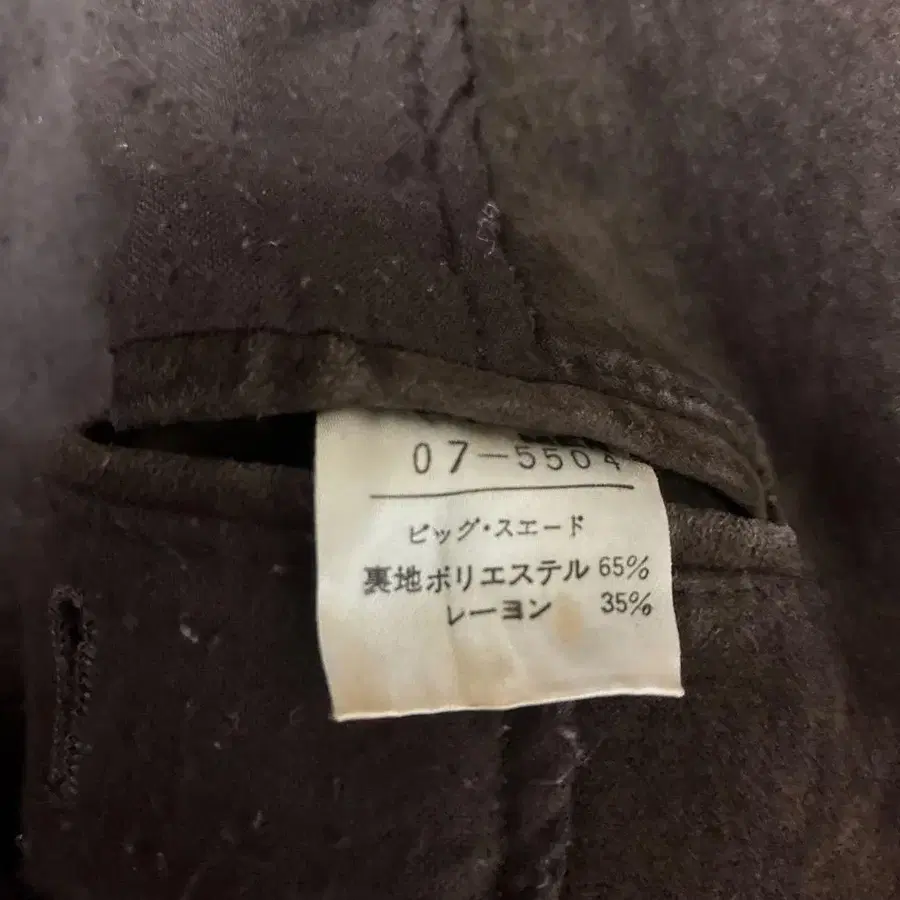 07-5504
ピッグ・スエード
裏地ポリエステル 65%
レーヨン 35%